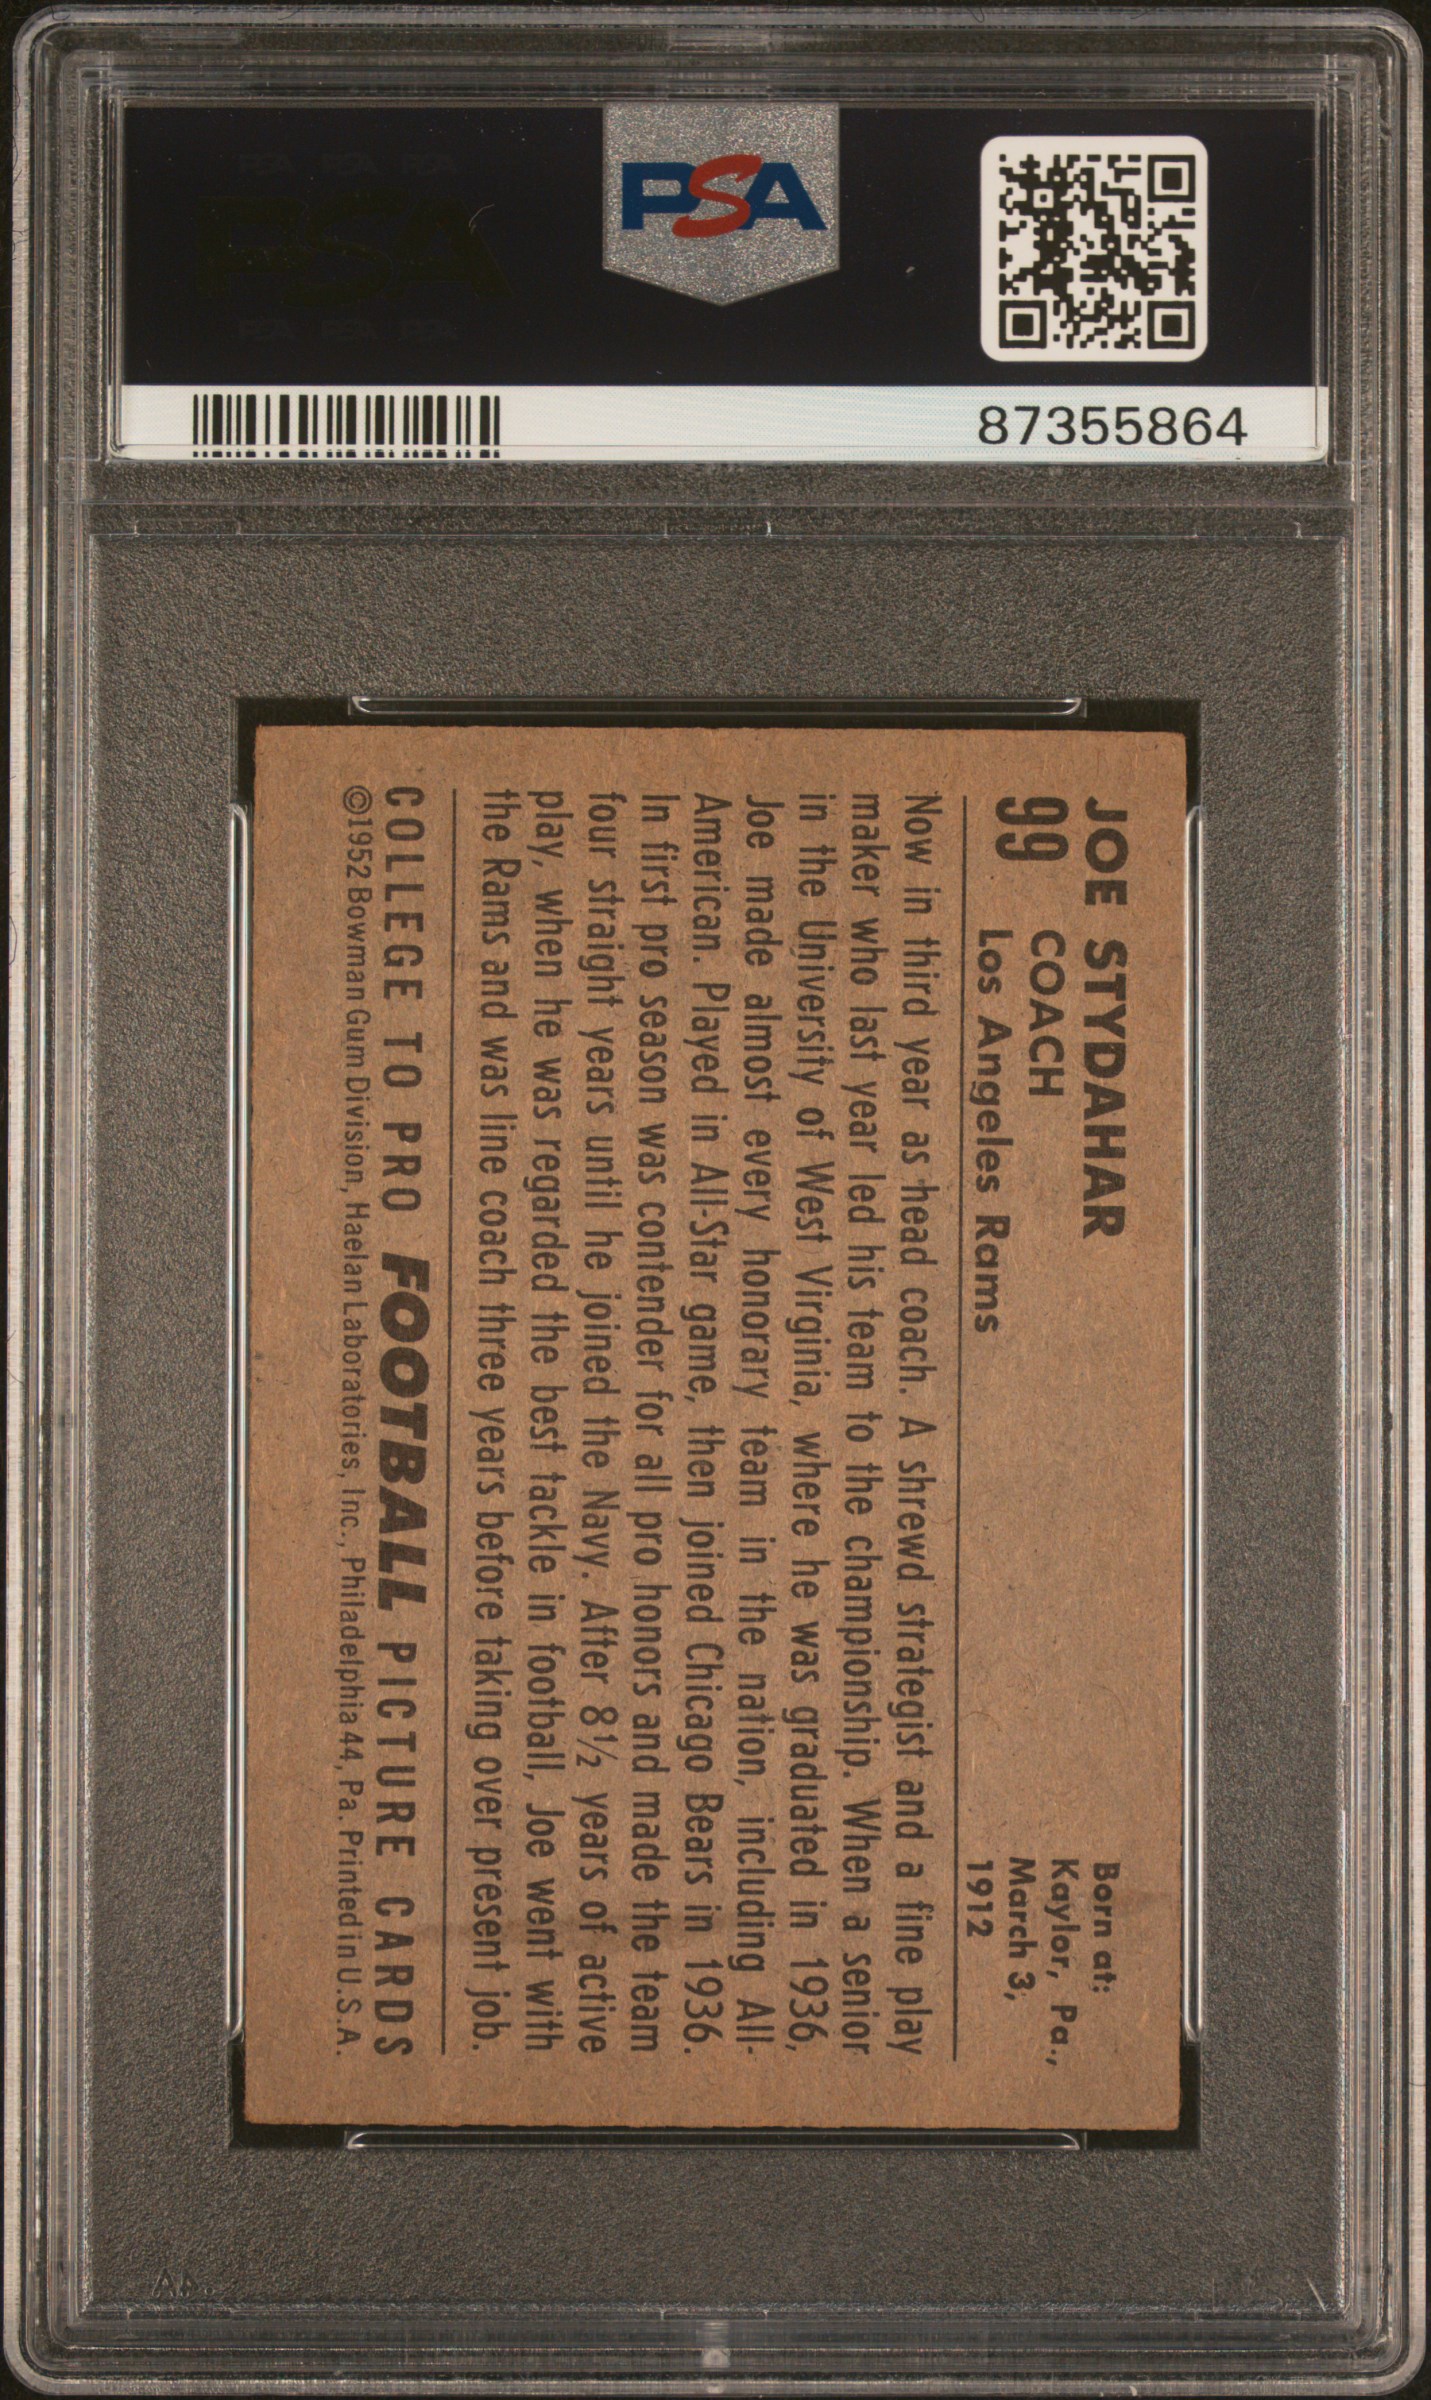 PSA
87355864
JOE STYDAHAR
99 COACH
Los Angeles Rams
Born at:
Kaylor, Pa.,
March 3,
1912
Now in third year as head coach. A shrewd strategist and a fine play
maker who last year led his team to the championship. When a senior
in the University of West Virginia, where he was graduated in 1936,
Joe made almost every honorary team in the nation, including All-
American. Played in All-Star game, then joined Chicago Bears in 1936.
In first pro season was contender for all pro honors and made the team
four straight years until he joined the Navy. After 8½ years of active
play, when he was regarded the best tackle in football, Joe went with
the Rams and was line coach three years before taking over present job.
COLLEGE TO PRO FOOTBALL PICTURE CARDS
©1952 Bowman Gum Division, Haelan Laboratories, Inc., Philadelphia 44, Pa. Printed in U.S.A.